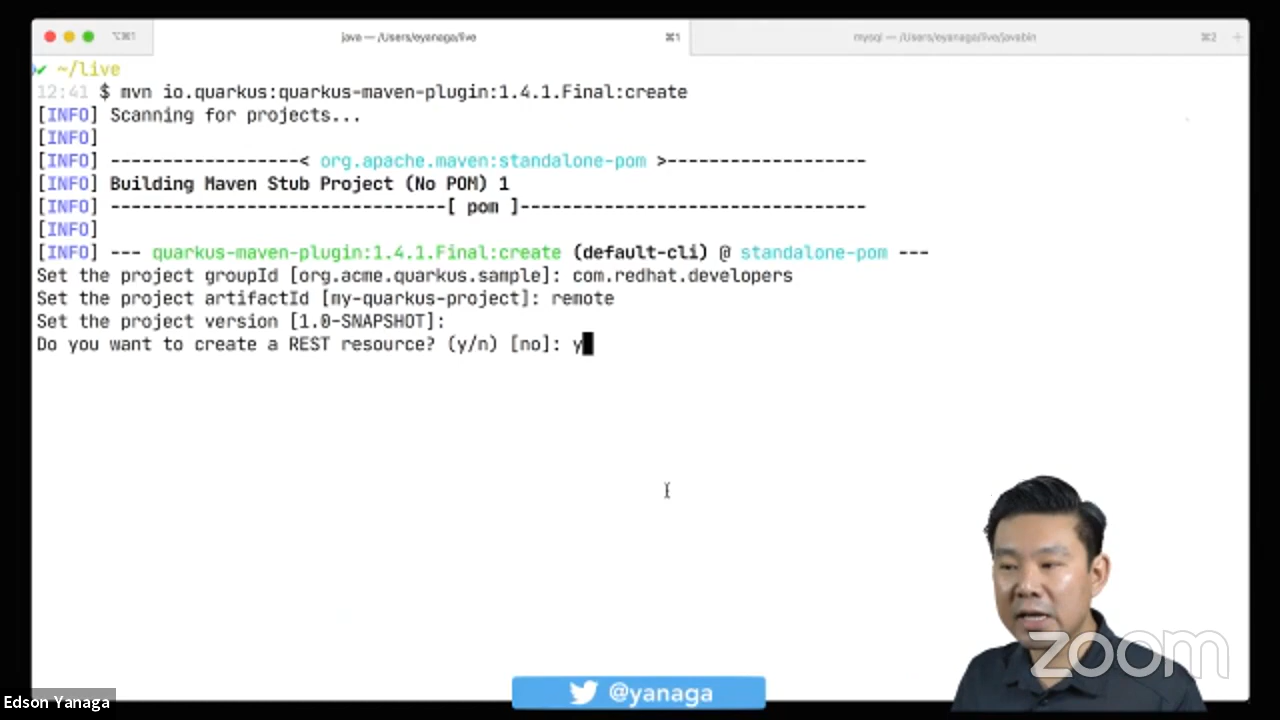 ⌥⌘1
java — /Users/eyanaga/live
⌘1
mysql — /Users/eyanaga/live/javabin
⌘2 +
✔ ~/live
12:41 $ mvn io.quarkus:quarkus-maven-plugin:1.4.1.Final:create
[INFO] Scanning for projects...
[INFO]
[INFO] ------------------< org.apache.maven:standalone-pom >-------------------
[INFO] Building Maven Stub Project (No POM) 1
[INFO] --------------------------------[ pom ]---------------------------------
[INFO]
[INFO] --- quarkus-maven-plugin:1.4.1.Final:create (default-cli) @ standalone-pom ---
Set the project groupId [org.acme.quarkus.sample]: com.redhat.developers
Set the project artifactId [my-quarkus-project]: remote
Set the project version [1.0-SNAPSHOT]:
Do you want to create a REST resource? (y/n) [no]: y
zoom
@yanaga
Edson Yanaga